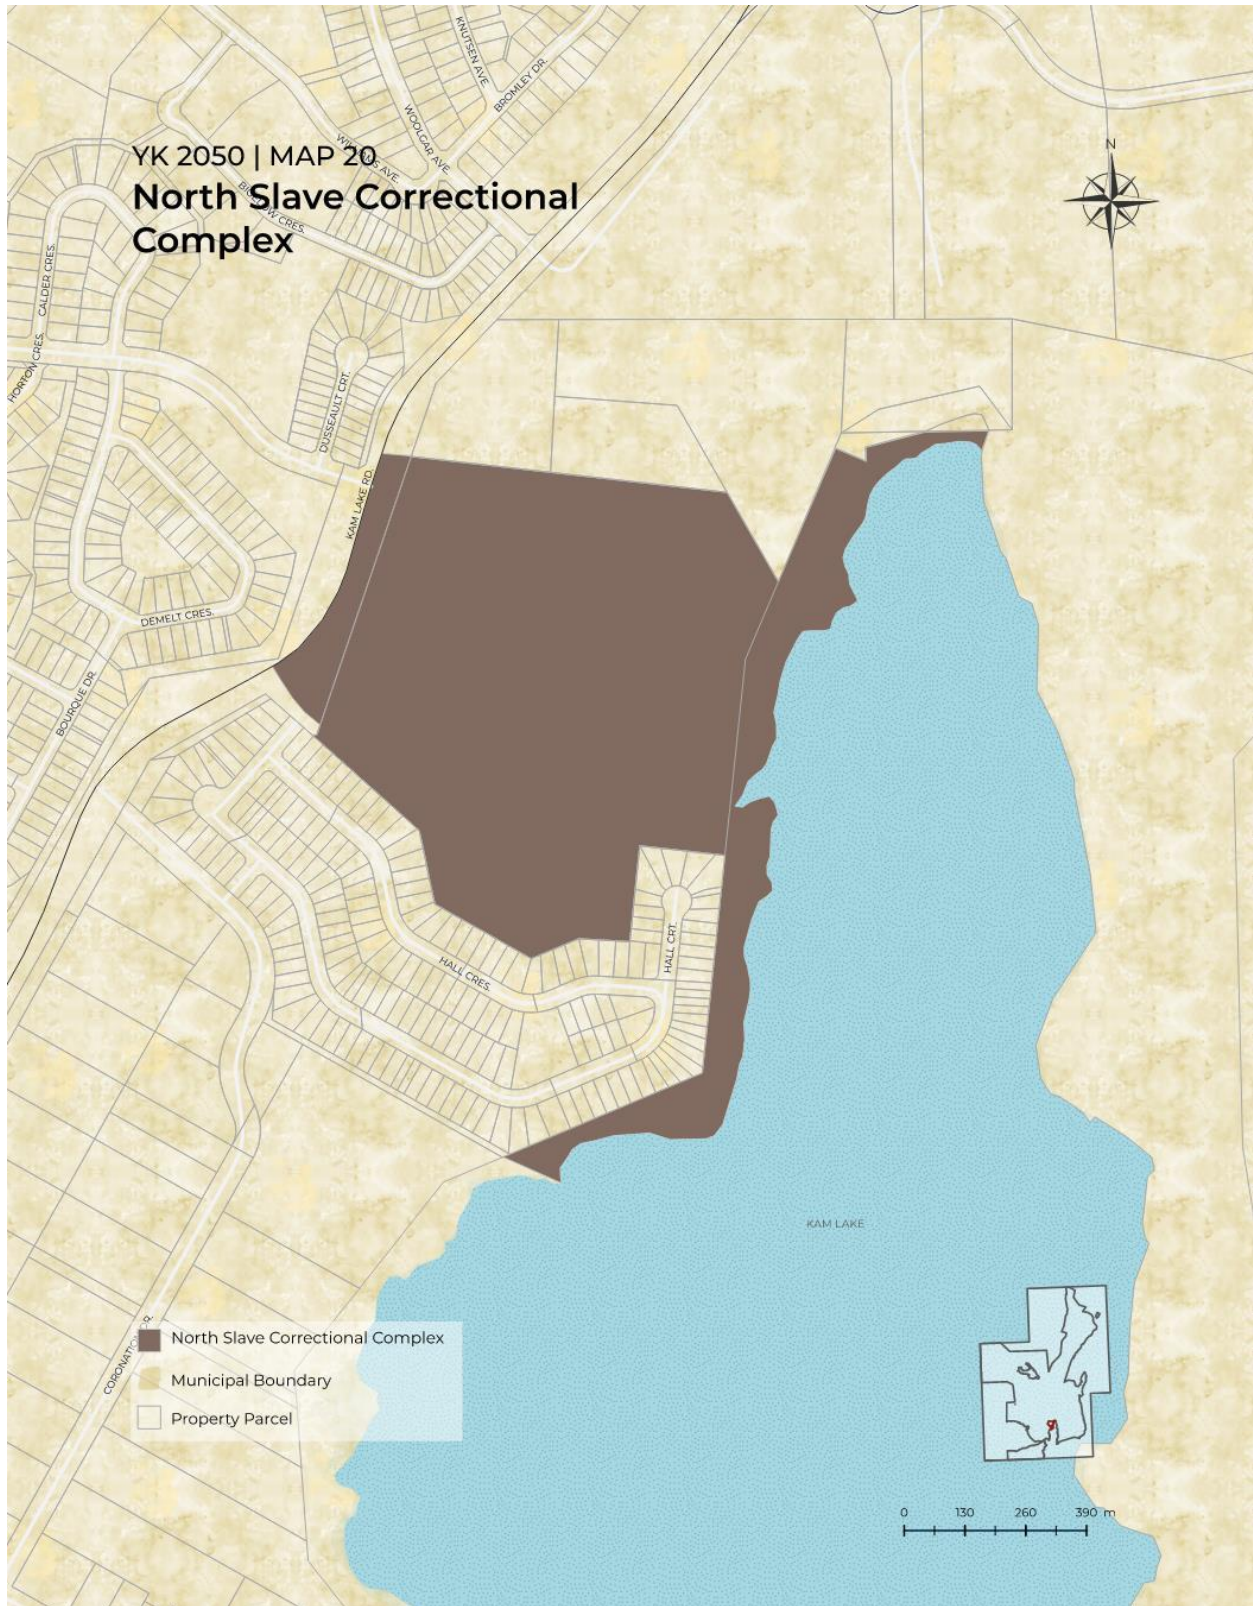 KNUTSEN AVE
BROMLEY DR.
WOOLGAR AVE
YK 2050 | MAP 20
North Slave Correctional
Complex
N
CALDER CRES.
HORTON CRES.
DUSSEAULT CRT.
KAM LAKE RD.
DEMELT CRES.
BOURQUE DR.
HALL CRT.
HALL CRES.
KAM LAKE
North Slave Correctional Complex
Municipal Boundary
Property Parcel
0 130 260 390 m